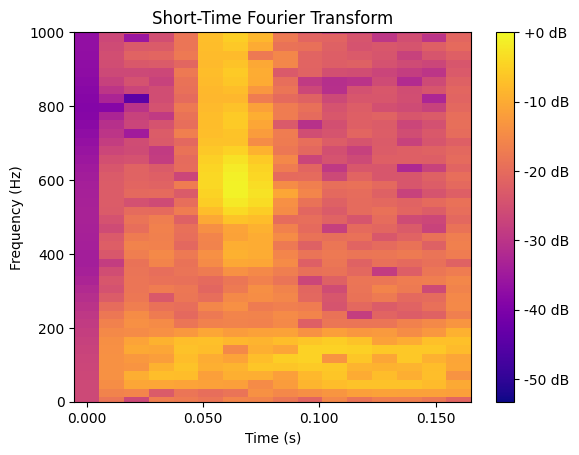 Short-Time Fourier Transform
1000
800
600
400
200
0
Frequency (Hz)
0.000
0.050
0.100
0.150
Time (s)
+0 dB
-10 dB
-20 dB
-30 dB
-40 dB
-50 dB